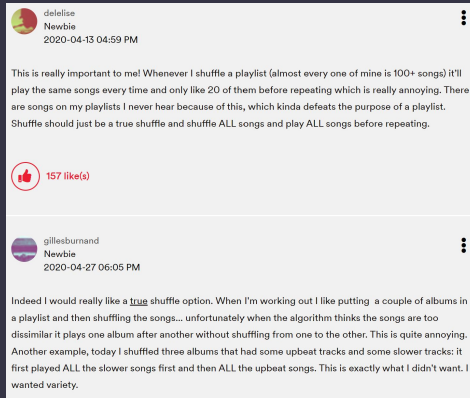 delelise
Newbie
2020-04-13 04:59 PM
This is really important to me! Whenever I shuffle a playlist (almost every one of mine is 100+ songs) it'll
play the same songs every time and only like 20 of them before repeating which is really annoying. There
are songs on my playlists I never hear because of this, which kinda defeats the purpose of a playlist.
Shuffle should just be a true shuffle and shuffle ALL songs and play ALL songs before repeating.
157 like(s)
gillesburnand
Newbie
2020-04-27 06:05 PM
Indeed I would really like a true shuffle option. When I'm working out I like putting a couple of albums in
a playlist and then shuffling the songs... unfortunately when the algorithm thinks the songs are too
dissimilar it plays one album after another without shuffling from one to the other. This is quite annoying.
Another example, today I shuffled three albums that had some upbeat tracks and some slower tracks: it
first played ALL the slower songs first and then ALL the upbeat songs. This is exactly what I didn't want. I
wanted variety.